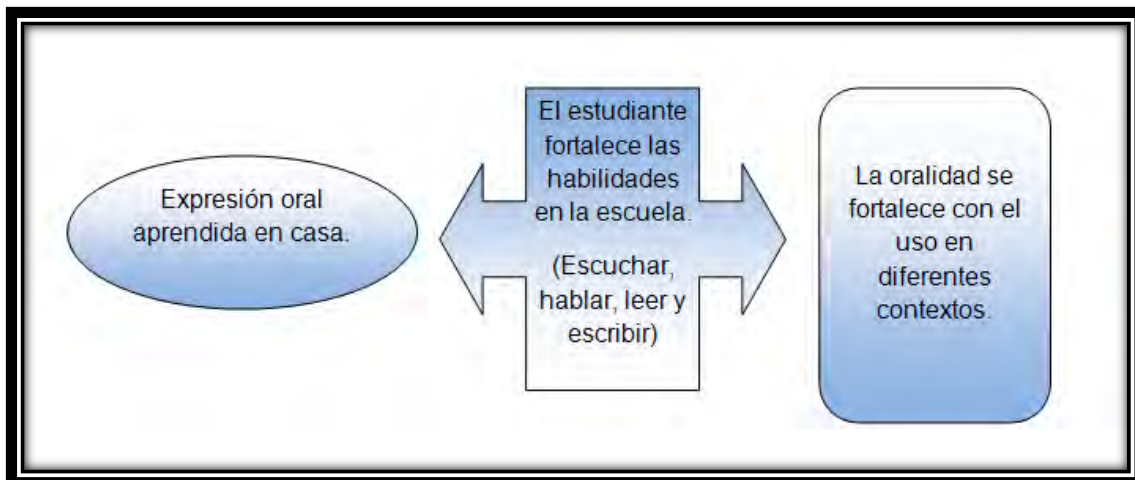 Expresión oral
aprendida en casa.
El estudiante
fortalece las
habilidades
en la escuela.
(Escuchar,
hablar, leer y
escribir)
La oralidad se
fortalece con el
uso en
diferentes
contextos.